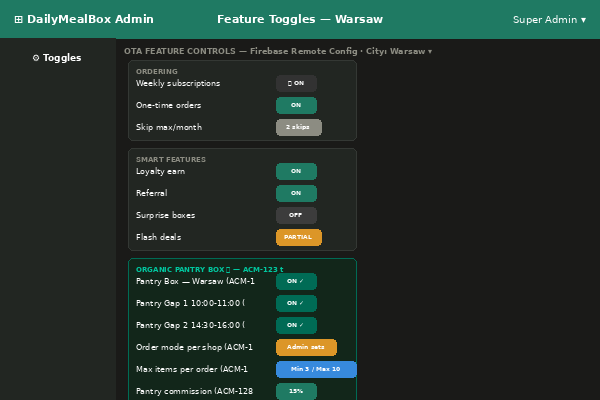 ⊞ DailyMealBox Admin
Feature Toggles — Warsaw
Super Admin ▾
⚙ Toggles
OTA FEATURE CONTROLS — Firebase Remote Config · City: Warsaw ▾
ORDERING
Weekly subscriptions ON
One-time orders ON
Skip max/month 2 skips
SMART FEATURES
Loyalty earn ON
Referral ON
Surprise boxes OFF
Flash deals PARTIAL
ORGANIC PANTRY BOX — ACM-123 t
Pantry Box — Warsaw (ACM-1 ON ✓
Pantry Gap 1 10:00-11:00 ( ON ✓
Pantry Gap 2 14:30-16:00 ( ON ✓
Order mode per shop (ACM-1 Admin sets
Max items per order (ACM-1 Min 3 / Max 10
Pantry commission (ACM-128 15%